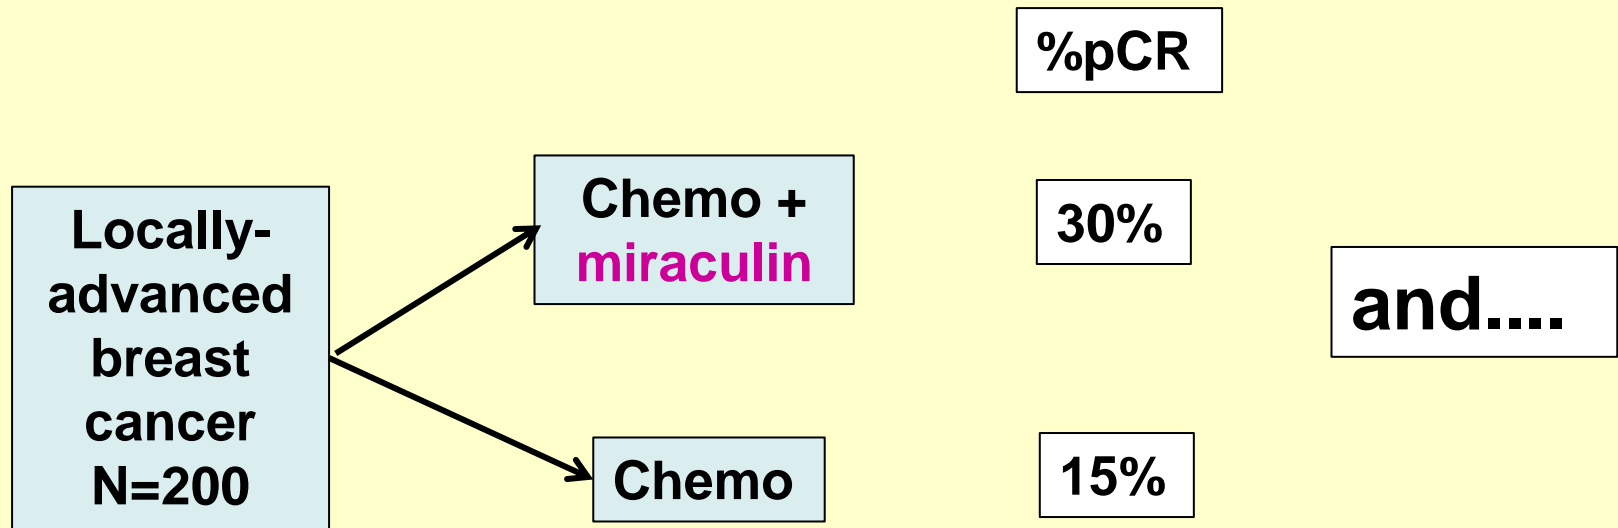 %pCR
Locally-
advanced
breast
cancer
N=200
Chemo +
miraculin
30%
and....
Chemo
15%